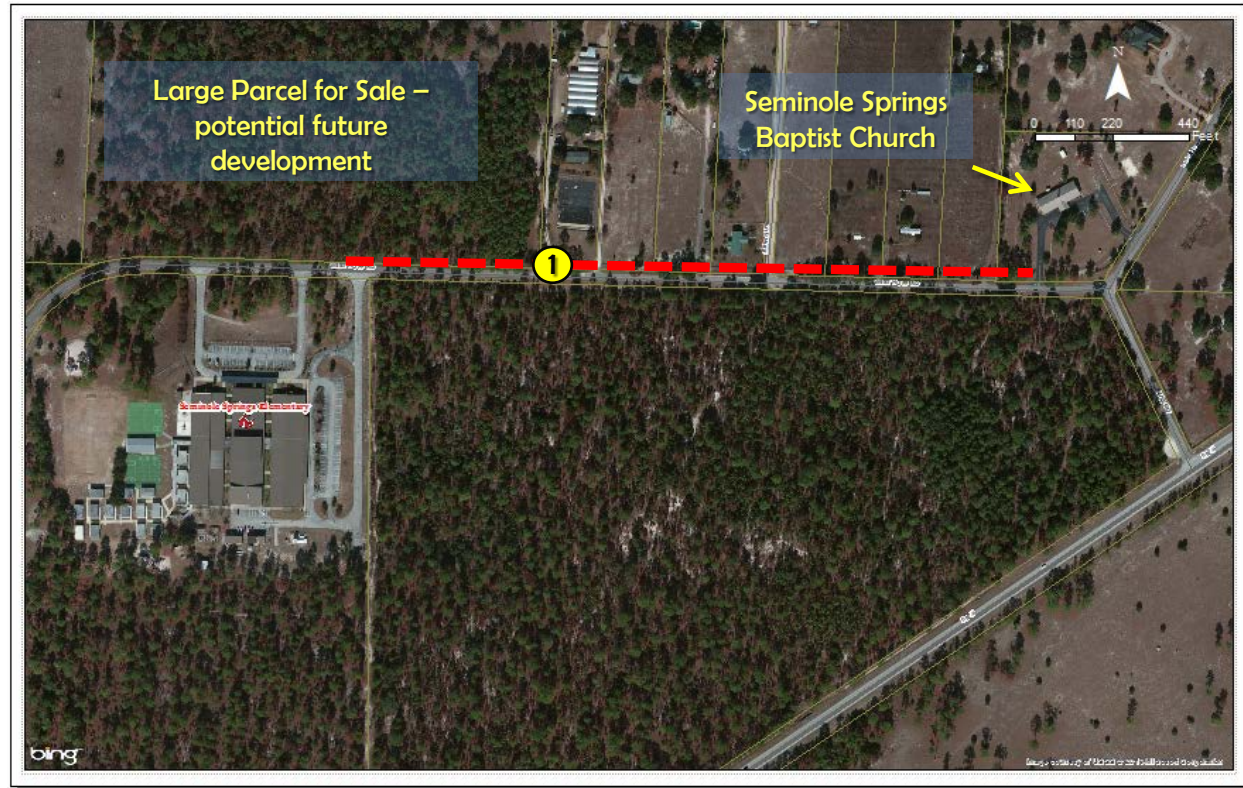 Large Parcel for Sale –
potential future
development
Seminole Springs
Baptist Church
N
0 110 220 440
Feet
1
Seminole Springs Elementary
bing